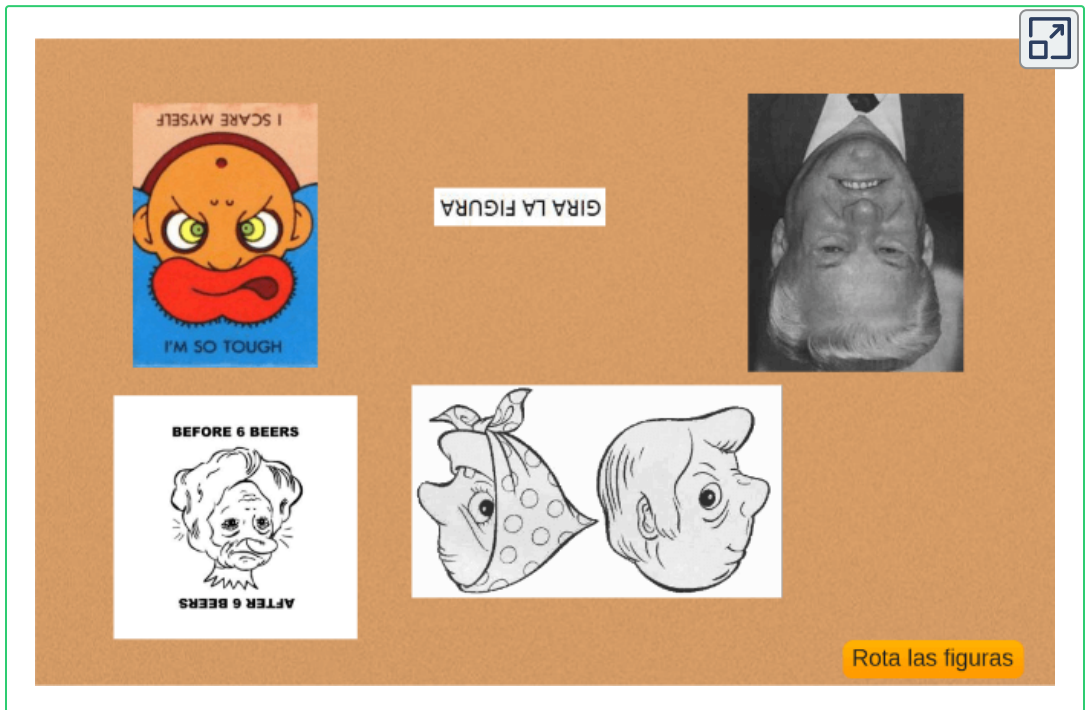 I SCARE MYSELF
I'M SO TOUGH
GIRA LA FIGURA
BEFORE 6 BEERS
AFTER 6 BEERS
Rota las figuras